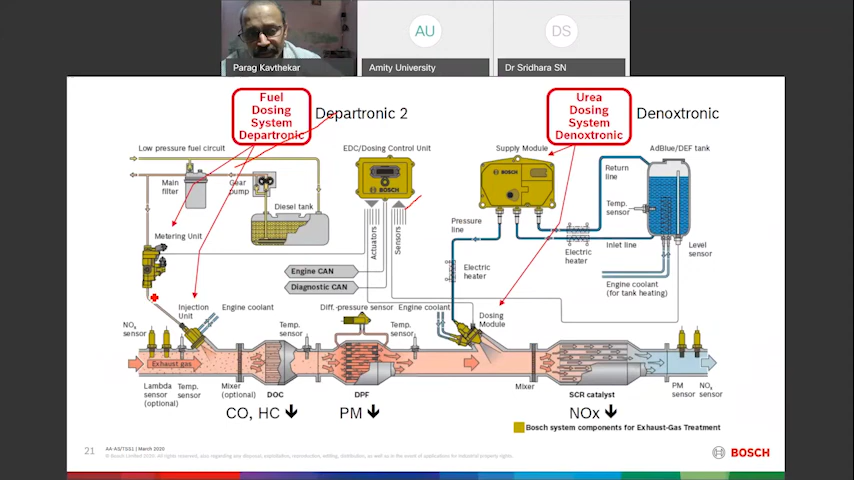 AU
DS
Parag Kavthekar
Amity University
Dr Sridhara SN
Fuel
Dosing
System
Departronic
Departronic 2
Urea
Dosing
System
Denoxtronic
Denoxtronic
Low pressure fuel circuit
EDC/Dosing Control Unit
Supply Module
AdBlue/DEF tank
Main
filter
Gear
pump
Diesel tank
BOSCH
BOSCH
Return
line
Temp.
sensor
Metering Unit
Actuators
Sensors
Pressure
line
Inlet line
Level
sensor
Electric
heater
Electric
heater
Engine CAN
Diagnostic CAN
Engine coolant
(for tank heating)
Injection
Unit
Engine coolant
Diff.-pressure sensor
Engine coolant
Dosing
Module
NOx
sensor
Temp.
sensor
Temp.
sensor
Exhaust gas
Lambda
sensor
(optional)
Temp.
sensor
Mixer
(optional)
DOC
DPF
Mixer
SCR catalyst
PM
sensor
NOx
sensor
CO, HC
PM
NOx
Bosch system components for Exhaust-Gas Treatment
21
AA-AS/TSS1 | March 2020
BOSCH